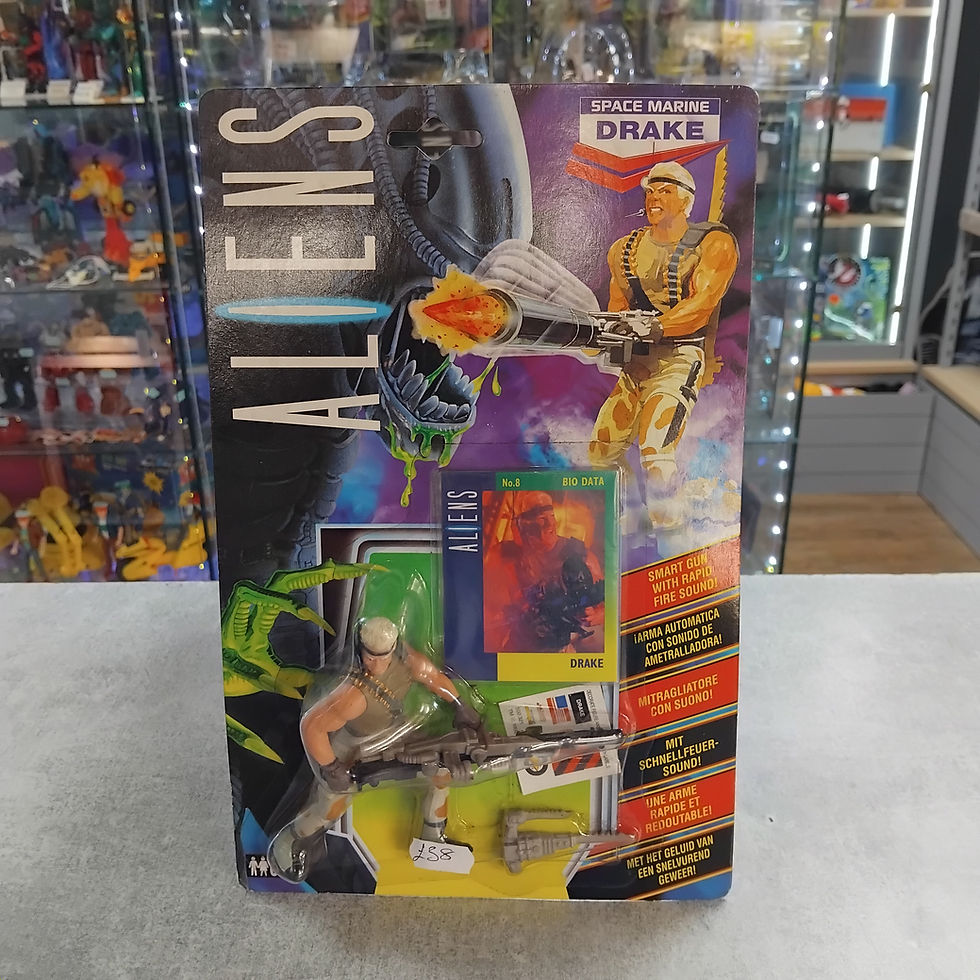 ALIENS
SPACE MARINE
DRAKE
No.8 BIO DATA
ALIENS
DRAKE
SMART GUN
WITH RAPID
FIRE SOUND!
¡ARMA AUTOMATICA
CON SONIDO DE
AMETRALLADORA!
MITRAGLIATORE
CON SUONO!
MIT
SCHNELLFEUER-
SOUND!
UNE ARME
RAPIDE ET
REDOUTABLE!
MET HET GELUID VAN
EEN SNELVUREND
GEWEER!
DRAKE
£38